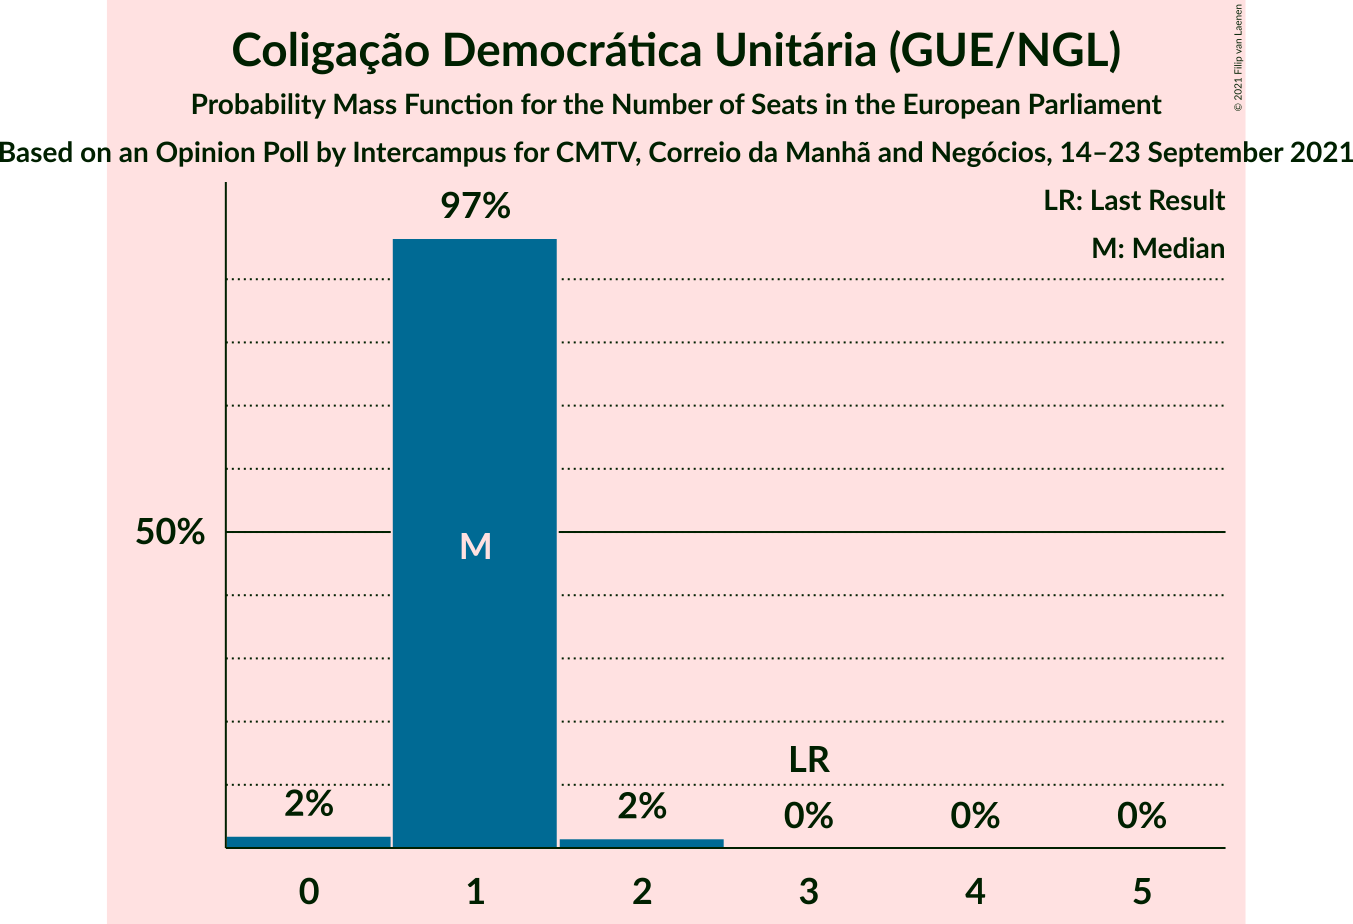 Coligação Democrática Unitária (GUE/NGL)
Probability Mass Function for the Number of Seats in the European Parliament
Based on an Opinion Poll by Intercampus for CMTV, Correio da Manhã and Negócios, 14–23 September 2021
© 2021 Filip van Laenen
LR: Last Result
M: Median
97%
50%
M
LR
2%
2%
0%
0%
0%
0
1
2
3
4
5